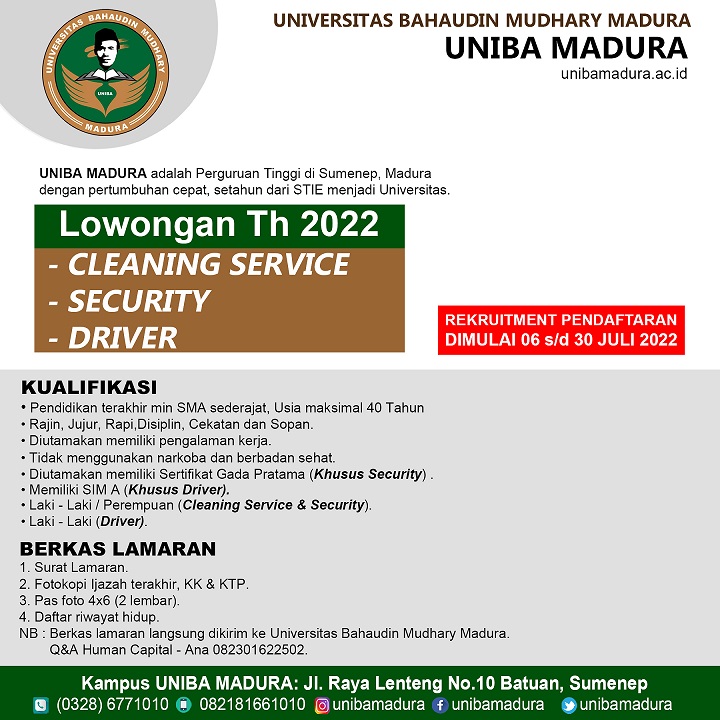 UNIVERSITAS BAHAUDIN MUDHARY
UNIBA
MADURA
UNIVERSITAS BAHAUDIN MUDHARY MADURA
UNIBA MADURA
unibamadura.ac.id
UNIBA MADURA adalah Perguruan Tinggi di Sumenep, Madura
dengan pertumbuhan cepat, setahun dari STIE menjadi Universitas.
Lowongan Th 2022
- CLEANING SERVICE
- SECURITY
- DRIVER
REKRUITMENT PENDAFTARAN
DIMULAI 06 s/d 30 JULI 2022
KUALIFIKASI
• Pendidikan terakhir min SMA sederajat, Usia maksimal 40 Tahun
• Rajin, Jujur, Rapi,Disiplin, Cekatan dan Sopan.
• Diutamakan memiliki pengalaman kerja.
• Tidak menggunakan narkoba dan berbadan sehat.
• Diutamakan memiliki Sertifikat Gada Pratama (Khusus Security) .
• Memiliki SIM A (Khusus Driver).
• Laki - Laki / Perempuan (Cleaning Service & Security).
• Laki - Laki (Driver).
BERKAS LAMARAN
1. Surat Lamaran.
2. Fotokopi Ijazah terakhir, KK & KTP.
3. Pas foto 4x6 (2 lembar).
4. Daftar riwayat hidup.
NB : Berkas lamaran langsung dikirim ke Universitas Bahaudin Mudhary Madura.
Q&A Human Capital - Ana 082301622502.
Kampus UNIBA MADURA: Jl. Raya Lenteng No.10 Batuan, Sumenep
(0328) 6771010 082181661010 unibamadura unibamadura unibamadura